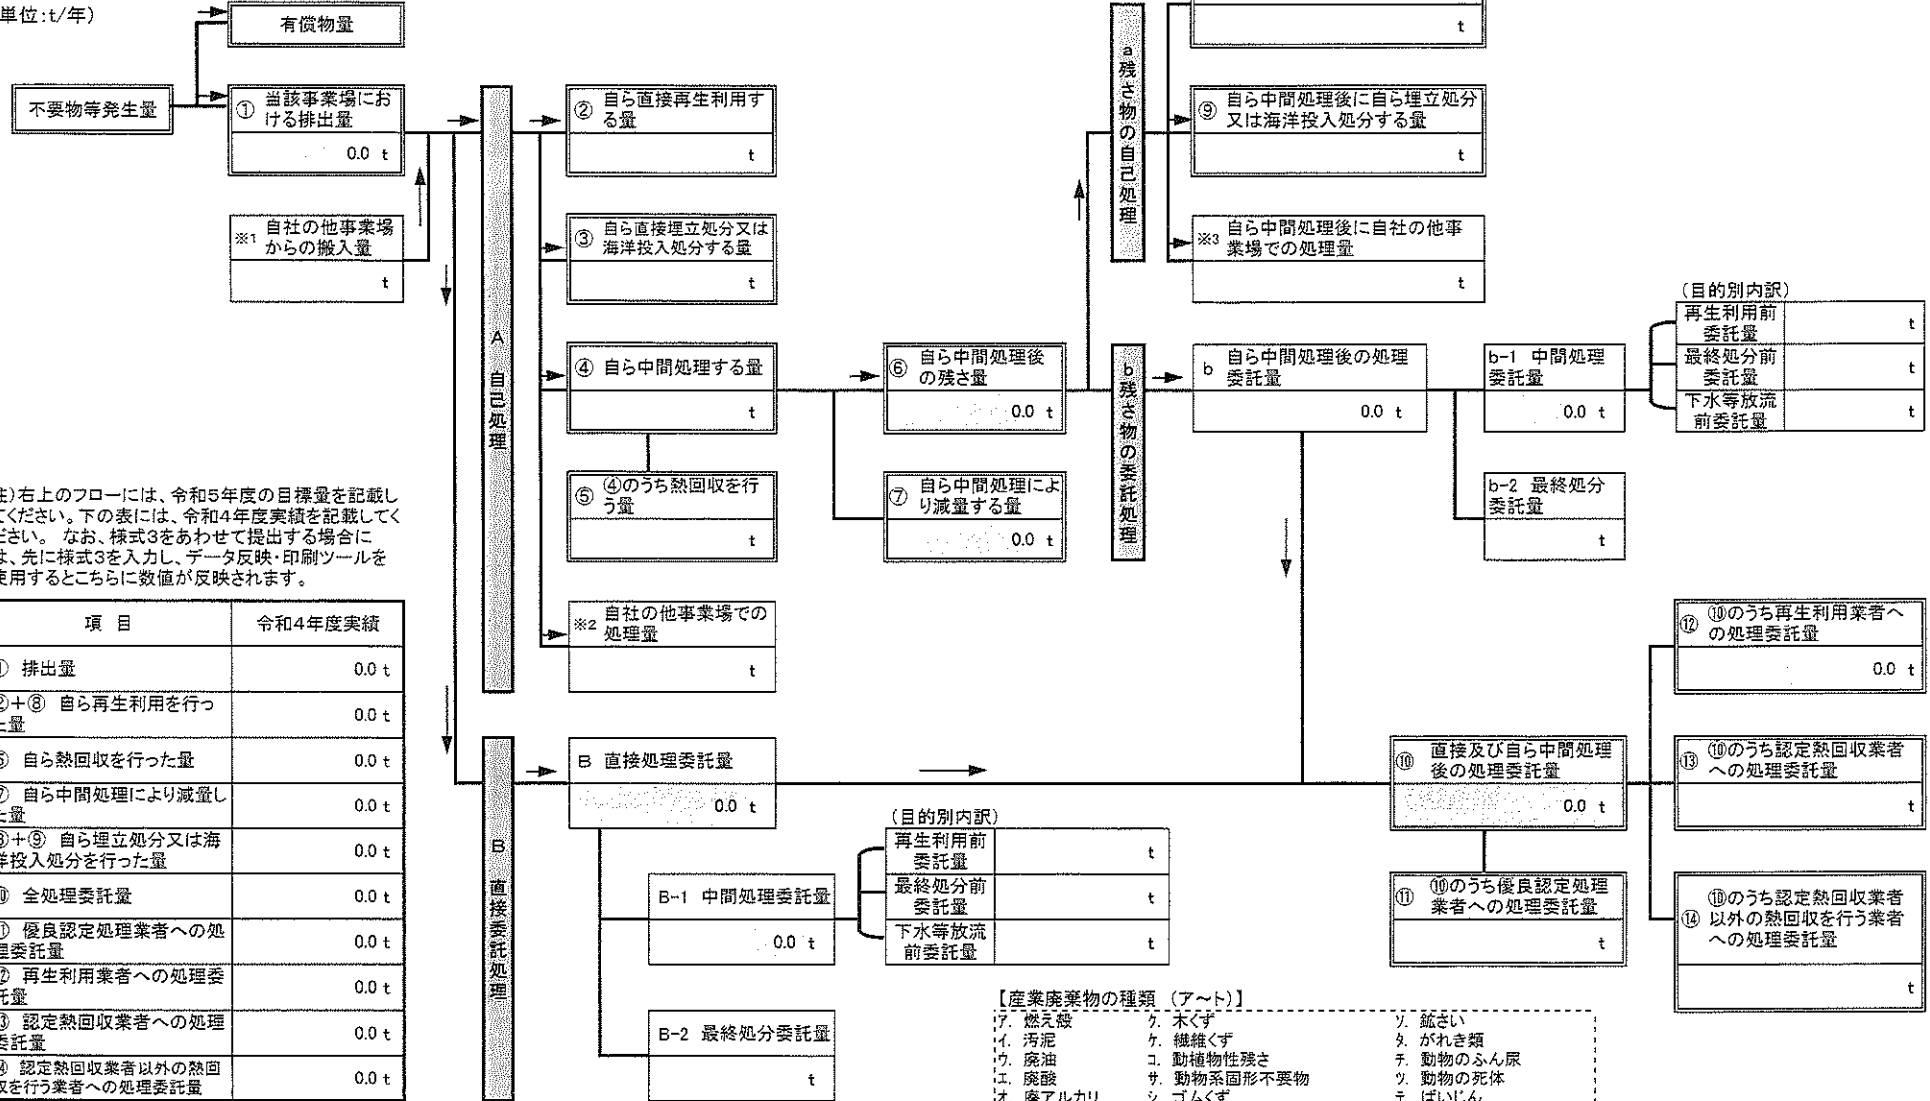 単位:t/年)
有償物量
不要物等発生量
① 当該事業場にお
ける排出量
0.0 t
※1 自社の他事業場
からの搬入量
t
A 自己処理
② 自ら直接再生利用す
る量
t
③ 自ら直接埋立処分又は
海洋投入処分する量
t
④ 自ら中間処理する量
t
⑤ ④のうち熱回収を行
う量
t
※2 自社の他事業場での
処理量
t
⑥ 自ら中間処理後
の残さ量
0.0 t
⑦ 自ら中間処理によ
り減量する量
0.0 t
a 残さ物の自己処理
t
⑨ 自ら中間処理後に自ら埋立処分
又は海洋投入処分する量
t
※3 自ら中間処理後に自社の他事
業場での処理量
t
b 残さ物の委託処理
b 自ら中間処理後の処理
委託量
0.0 t
b-1 中間処理
委託量
0.0 t
b-2 最終処分
委託量
t
(目的別内訳)
再生利用前
委託量
t
最終処分前
委託量
t
下水等放流
前委託量
t
注)右上のフローには、令和5年度の目標量を記載し
てください。下の表には、令和4年度実績を記載してく
ださい。 なお、様式3をあわせて提出する場合に
は、先に様式3を入力し、データ反映・印刷ツールを
使用するとこちらに数値が反映されます。
項 目 令和4年度実績
① 排出量 0.0 t
②+⑧ 自ら再生利用を行っ
た量 0.0 t
⑤ 自ら熱回収を行った量 0.0 t
⑦ 自ら中間処理により減量し
た量 0.0 t
③+⑨ 自ら埋立処分又は海
洋投入処分を行った量 0.0 t
⑩ 全処理委託量 0.0 t
⑪ 優良認定処理業者への処
理委託量 0.0 t
⑫ 再生利用業者への処理委
託量 0.0 t
⑬ 認定熱回収業者への処理
委託量 0.0 t
⑭ 認定熱回収業者以外の熱回
収を行う業者への処理委託量 0.0 t
B 直接委託処理
B 直接処理委託量
0.0 t
B-1 中間処理委託量
0.0 t
B-2 最終処分委託量
t
(目的別内訳)
再生利用前
委託量
t
最終処分前
委託量
t
下水等放流
前委託量
t
⑩ 直接及び自ら中間処理
後の処理委託量
0.0 t
⑪ ⑩のうち優良認定処理
業者への処理委託量
t
⑫ ⑩のうち再生利用業者へ
の処理委託量
0.0 t
⑬ ⑩のうち認定熱回収業者
への処理委託量
t
⑭ ⑩のうち認定熱回収業者
以外の熱回収を行う業者
への処理委託量
t
【産業廃棄物の種類 (ア~ト)】
ア. 燃え殻 ク. 木くず ソ. 鉱さい
イ. 汚泥 ケ. 繊維くず タ. がれき類
ウ. 廃油 コ. 動植物性残さ チ. 動物のふん尿
エ. 廃酸 サ. 動物系固形不要物 ツ. 動物の死体
オ. 廃アルカリ シ. ゴムくず テ. ばいじん